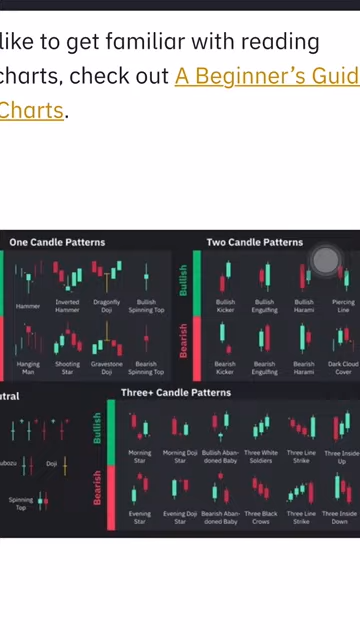 like to get familiar with reading
charts, check out A Beginner's Guid
Charts.
One Candle Patterns
Two Candle Patterns
Bullish
Hammer
Inverted
Hammer
Dragonfly
Doji
Bullish
Spinning Top
Bullish
Kicker
Bullish
Engulfing
Bullish
Harami
Piercing
Line
Bearish
Hanging
Man
Shooting
Star
Gravestone
Doji
Bearish
Spinning Top
Bearish
Kicker
Bearish
Engulfing
Bearish
Harami
Dark Cloud
Cover
utral
Three+ Candle Patterns
Bullish
ubozu
Doji
Morning
Star
Morning Doji
Star
Bullish Aban-
doned Baby
Three White
Soldiers
Three Line
Strike
Three Inside
Up
Bearish
Spinning
Top
Evening
Star
Evening Doji
Star
Bearish Aban-
doned Baby
Three Black
Crows
Three Line
Strike
Three Inside
Down